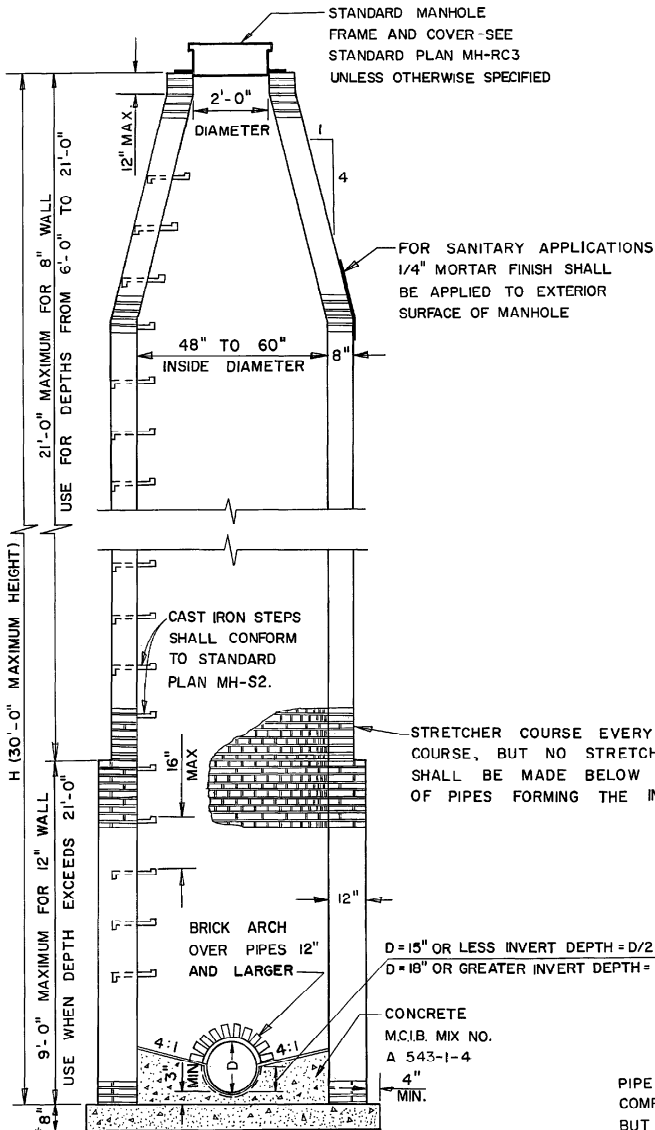 STANDARD MANHOLE
FRAME AND COVER-SEE
STANDARD PLAN MH-RC3
UNLESS OTHERWISE SPECIFIED
2'-0"
DIAMETER
12" MAX.
1
4
FOR SANITARY APPLICATIONS
1/4" MORTAR FINISH SHALL
BE APPLIED TO EXTERIOR
SURFACE OF MANHOLE
48" TO 60"
INSIDE DIAMETER
8"
21'-0" MAXIMUM FOR 8" WALL
USE FOR DEPTHS FROM 6'-0" TO 21'-0"
H (30'-0" MAXIMUM HEIGHT)
CAST IRON STEPS
SHALL CONFORM
TO STANDARD
PLAN MH-S2.
16"
MAX
STRETCHER COURSE EVERY
COURSE, BUT NO STRETCH
SHALL BE MADE BELOW
OF PIPES FORMING THE IN
9'-0" MAXIMUM FOR 12" WALL
USE WHEN DEPTH EXCEEDS 21'-0"
12"
BRICK ARCH
OVER PIPES 12"
AND LARGER
D=15" OR LESS INVERT DEPTH = D/2
D=18" OR GREATER INVERT DEPTH =
CONCRETE
M.C.I.B. MIX NO.
A 543-1-4
4:1
4:1
D
3"
MIN
4"
MIN.
8"
PIPE
COMP
BUT